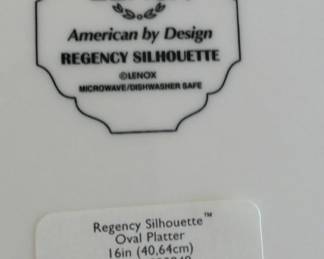 American by Design
REGENCY SILHOUETTE
©LENOX
MICROWAVE/DISHWASHER SAFE
Regency Silhouette™
Oval Platter
16in (40,64cm)